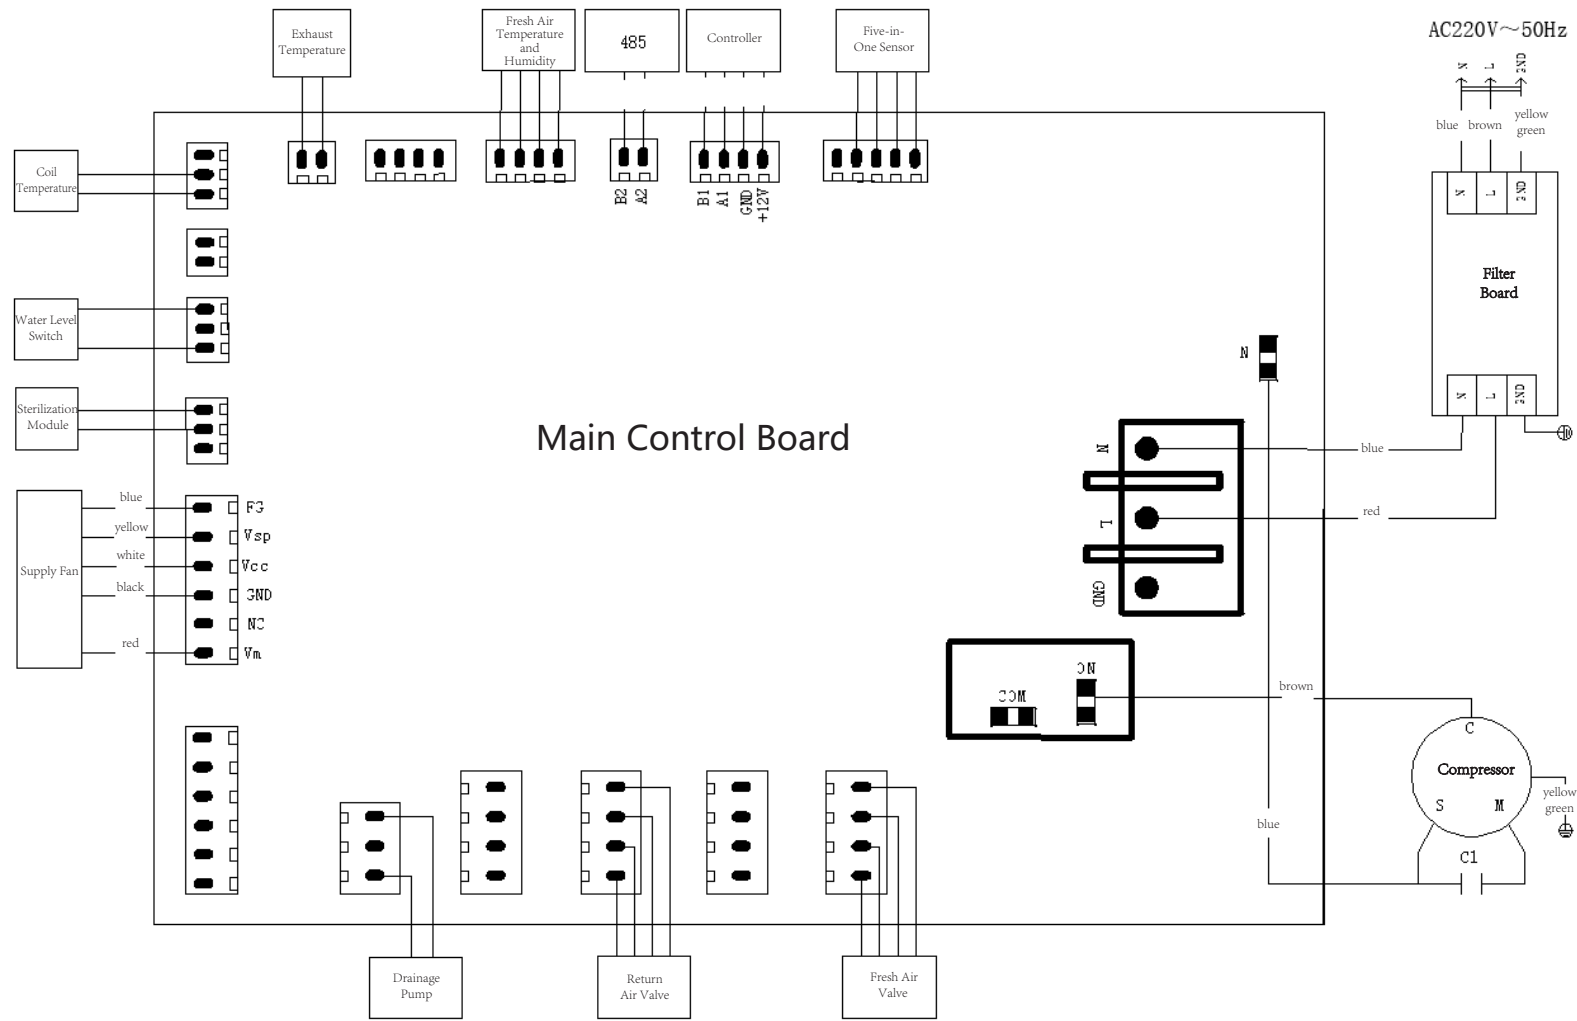 Exhaust
Temperature
Fresh Air
Temperature
and
Humidity
485
Controller
Five-in-
One Sensor
AC220V～50Hz
N
L
GND
blue
brown
yellow
green
N
L
GND
Filter
Board
N
L
GND
Coil
Temperature
B2
A2
B1
A1
GND
+12V
Water Level
Switch
Sterilization
Module
Main Control Board
N
N
L
GND
blue
red
Supply Fan
blue
yellow
white
black
red
FG
Vsp
Vcc
GND
NC
Vm
NC
brown
C
Compressor
S
M
yellow
green
C1
blue
Drainage
Pump
Return
Air Valve
Fresh Air
Valve